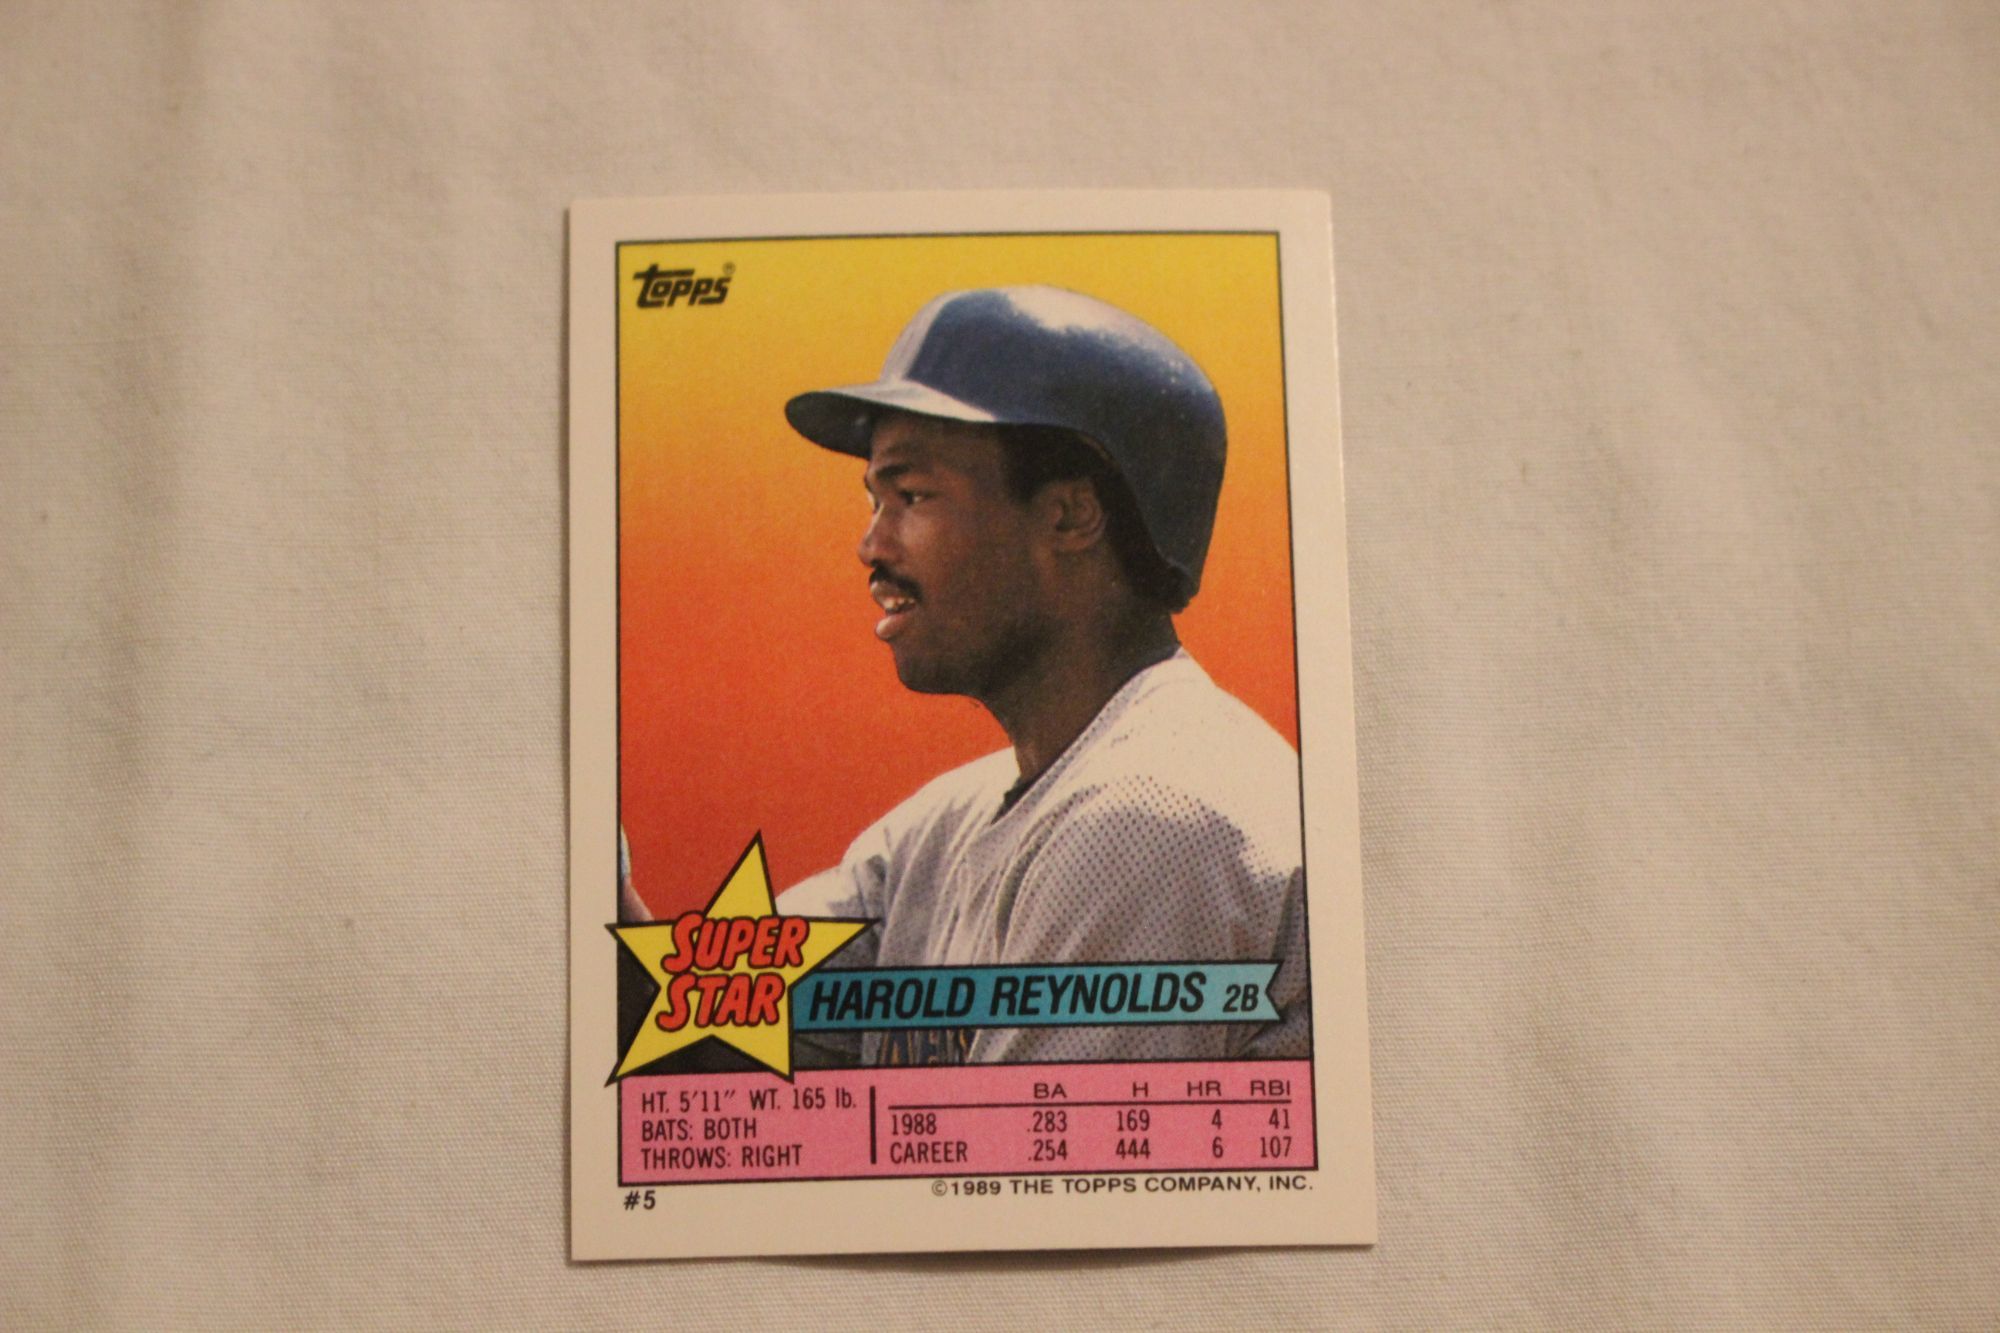 Topps®
SUPER
STAR
HAROLD REYNOLDS 2B
HT. 5'11" WT. 165 lb.
BATS: BOTH
THROWS: RIGHT
BA H HR RBI
1988 .283 169 4 41
CAREER .254 444 6 107
#5
©1989 THE TOPPS COMPANY, INC.